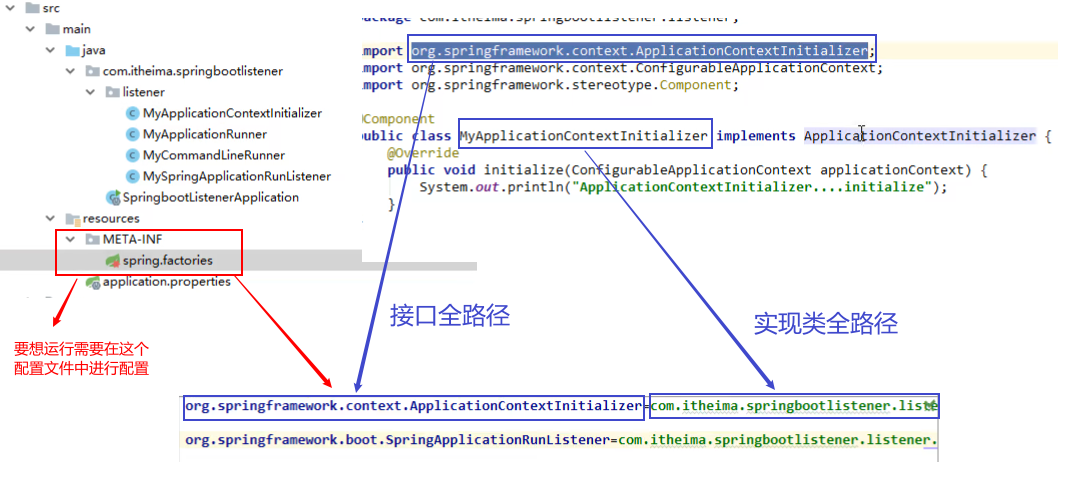 src
main
java
com.itheima.springbootlistener
listener
MyApplicationContextInitializer
MyApplicationRunner
MyCommandLineRunner
MySpringApplicationRunListener
SpringbootListenerApplication
resources
META-INF
spring.factories
application.properties
要想运行需要在这个
配置文件中进行配置
package com.itheima.springbootlistener.listener;
import org.springframework.context.ApplicationContextInitializer;
import org.springframework.context.ConfigurableApplicationContext;
import org.springframework.stereotype.Component;
@Component
public class MyApplicationContextInitializer implements ApplicationContextInitializer {
@Override
public void initialize(ConfigurableApplicationContext applicationContext) {
System.out.println("ApplicationContextInitializer....initialize");
}
接口全路径
实现类全路径
org.springframework.context.ApplicationContextInitializer=com.itheima.springbootlistener.liste
org.springframework.boot.SpringApplicationRunListener=com.itheima.springbootlistener.listener.